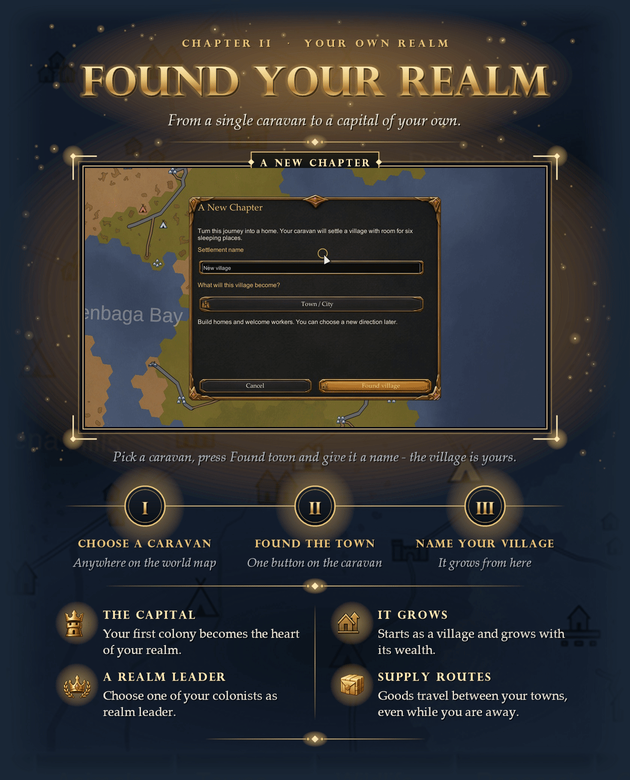 CHAPTER II · YOUR OWN REALM
FOUND YOUR REALM
From a single caravan to a capital of your own.
A NEW CHAPTER
A New Chapter
Turn this journey into a home. Your caravan will settle a village with room for six
sleeping places.
Settlement name
New village
enbaga Bay
What will this village become?
Town / City
Build homes and welcome workers. You can choose a new direction later.
Cancel
Found village
Pick a caravan, press Found town and give it a name - the village is yours.
I
II
III
CHOOSE A CARAVAN
FOUND THE TOWN
NAME YOUR VILLAGE
Anywhere on the world map
One button on the caravan
It grows from here
THE CAPITAL
Your first colony becomes the heart
of your realm.
IT GROWS
Starts as a village and grows with
its wealth.
A REALM LEADER
Choose one of your colonists as
realm leader.
SUPPLY ROUTES
Goods travel between your towns,
even while you are away.